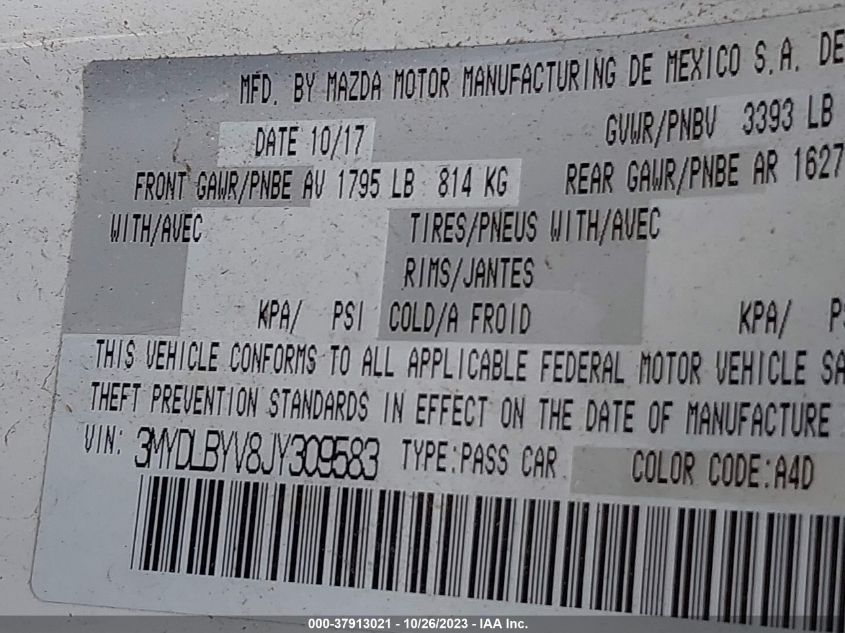 MFD. BY MAZDA MOTOR MANUFACTURING DE MEXICO S.A. DE
DATE 10/17 GVWR/PNBV 3393 LB
FRONT GAWR/PNBE AV 1795 LB 814 KG REAR GAWR/PNBE AR 1627
WITH/AVEC TIRES/PNEUS WITH/AVEC
RIMS/JANTES
KPA/ PSI COLD/A FROID KPA/ PS
THIS VEHICLE CONFORMS TO ALL APPLICABLE FEDERAL MOTOR VEHICLE SA
THEFT PREVENTION STANDARDS IN EFFECT ON THE DATE OF MANUFACTURE
VIN: 3MYDLBYV8JY309583 TYPE:PASS CAR COLOR CODE:A4D
000-37913021 - 10/26/2023 - IAA Inc.